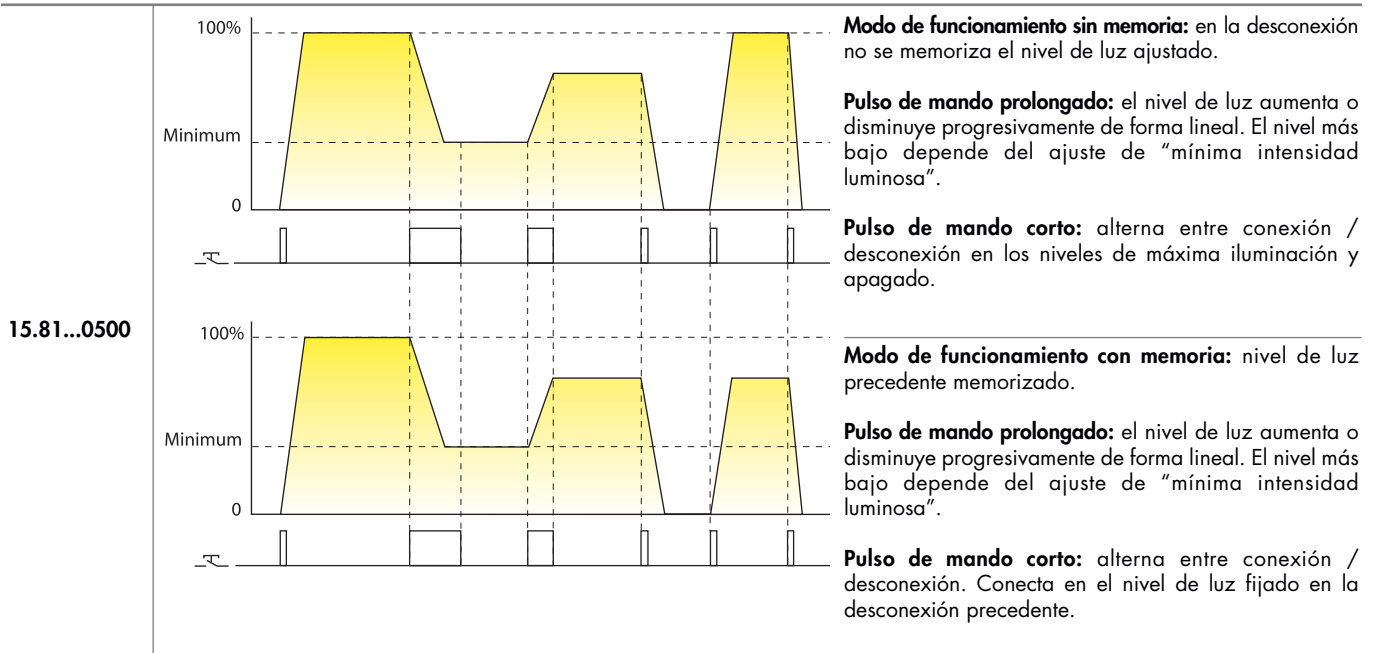 15.81...0500
100%
Minimum
0
Modo de funcionamiento sin memoria: en la desconexión
no se memoriza el nivel de luz ajustado.
Pulso de mando prolongado: el nivel de luz aumenta o
disminuye progresivamente de forma lineal. El nivel más
bajo depende del ajuste de “mínima intensidad
luminosa”.
Pulso de mando corto: alterna entre conexión /
desconexión en los niveles de máxima iluminación y
apagado.
100%
Minimum
0
Modo de funcionamiento con memoria: nivel de luz
precedente memorizado.
Pulso de mando prolongado: el nivel de luz aumenta o
disminuye progresivamente de forma lineal. El nivel más
bajo depende del ajuste de “mínima intensidad
luminosa”.
Pulso de mando corto: alterna entre conexión /
desconexión. Conecta en el nivel de luz fijado en la
desconexión precedente.